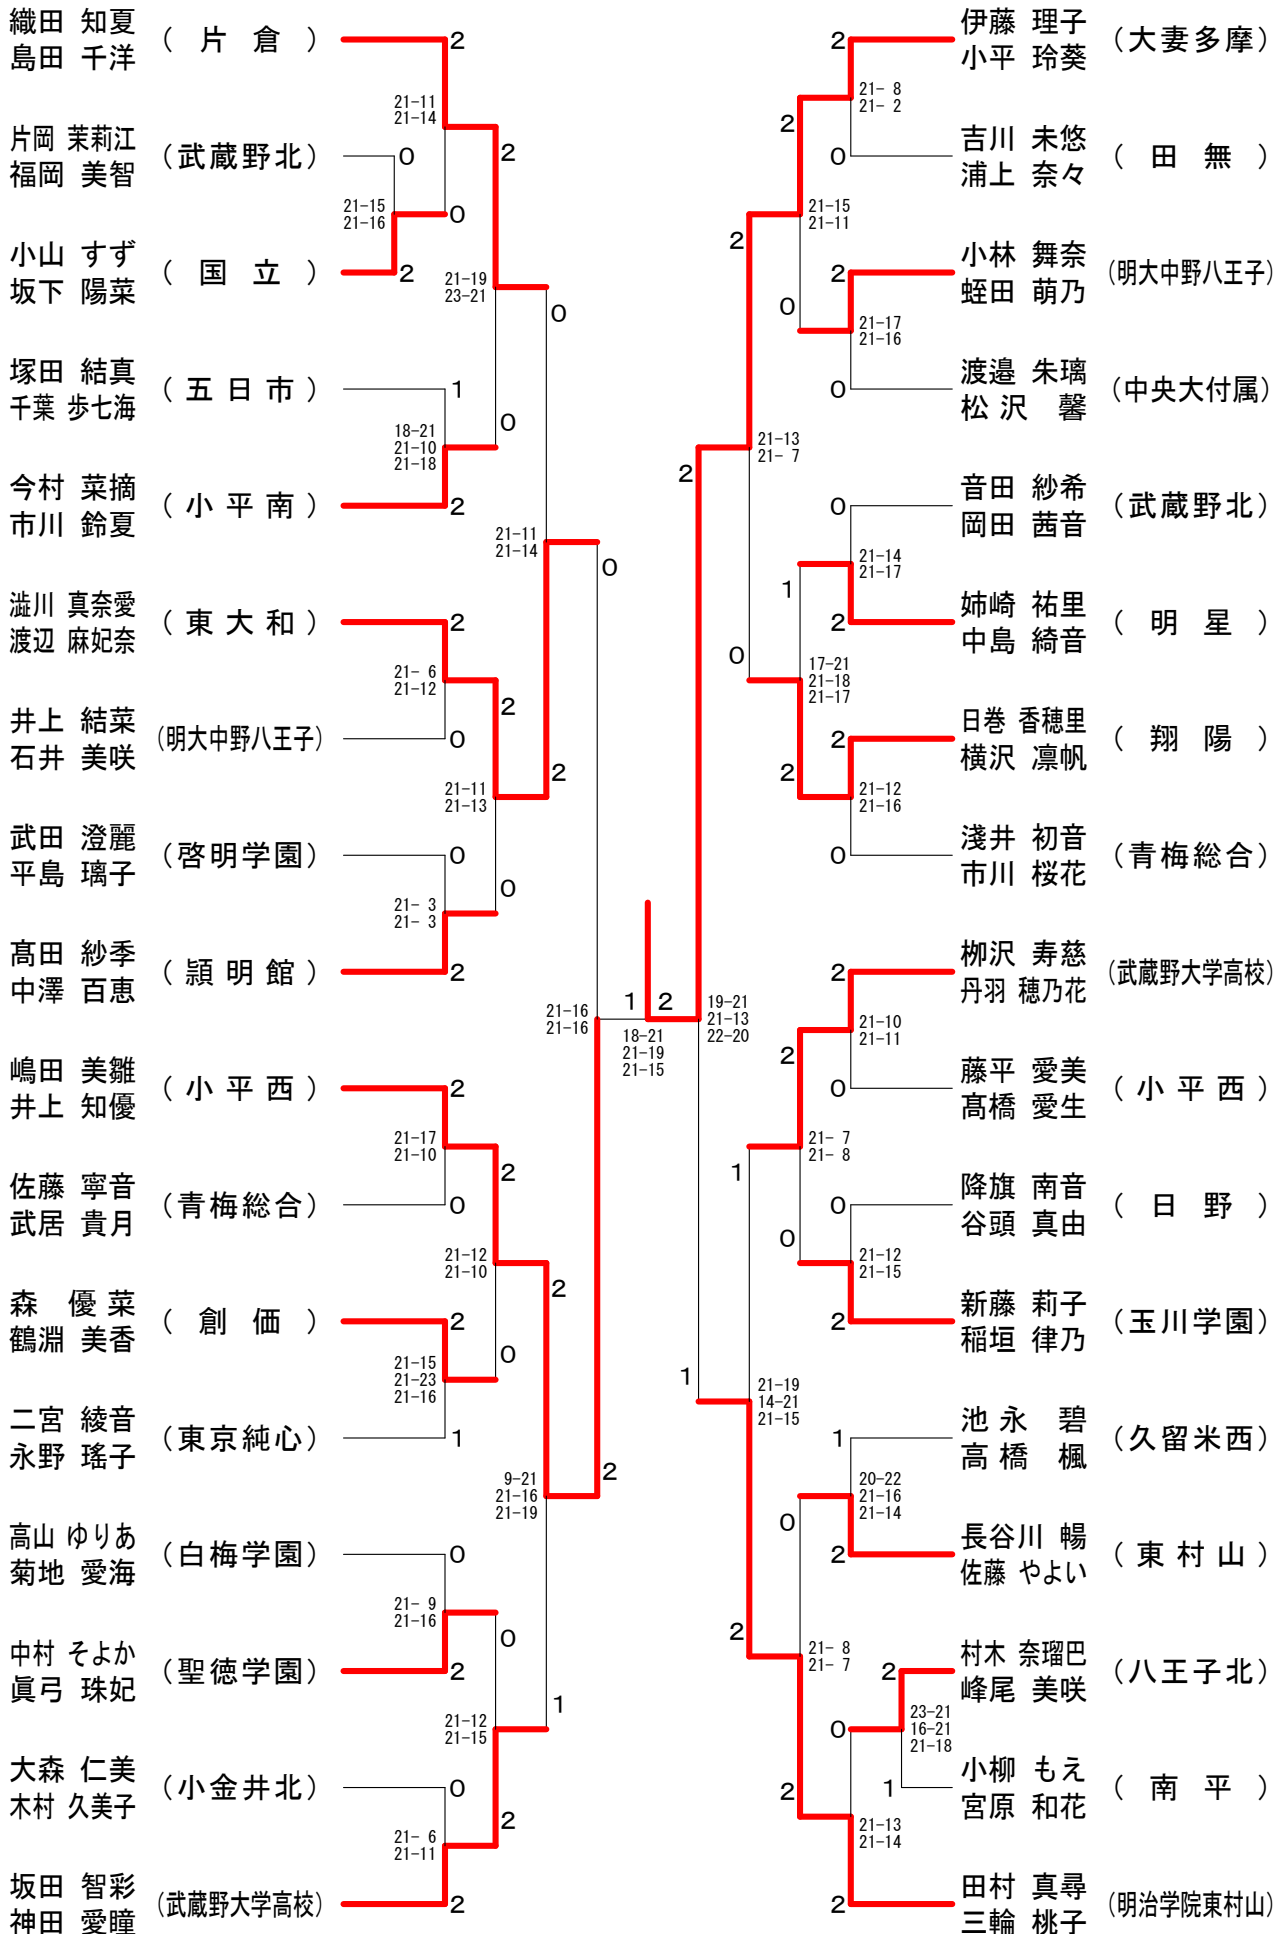 織田 知夏
島田 千洋
(片倉)
2
21-11
21-14
片岡 茉莉江
福岡 美智
(武蔵野北)
0
2
21-15
21-16
0
小山 すず
坂下 陽菜
(国立)
2
21-19
23-21
0
塚田 結真
千葉 歩七海
(五日市)
1
0
18-21
21-10
21-18
今村 菜摘
市川 鈴夏
(小平南)
2
21-11
21-14
0
澁川 真奈愛
渡辺 麻妃奈
(東大和)
2
21- 6
21-12
2
井上 結菜
石井 美咲
(明大中野八王子)
0
2
21-11
21-13
武田 澄麗
平島 璃子
(啓明学園)
0
0
21- 3
21- 3
髙田 紗季
中澤 百恵
(頴明館)
2
21-16
21-16
嶋田 美雛
井上 知優
(小平西)
2
21-17
21-10
2
佐藤 寧音
武居 貴月
(青梅総合)
0
21-12
21-10
2
森 優菜
鶴淵 美香
(創価)
2
0
21-15
21-23
21-16
二宮 綾音
永野 瑤子
(東京純心)
1
9-21
21-16
21-19
2
高山 ゆりあ
菊地 愛海
(白梅学園)
0
21- 9
21-16
0
中村 そよか
眞弓 珠妃
(聖徳学園)
2
1
21-12
21-15
大森 仁美
木村 久美子
(小金井北)
0
2
21- 6
21-11
坂田 智彩
神田 愛瞳
(武蔵野大学高校)
2
1
2
18-21
21-19
21-15
伊藤 理子
小平 玲葵
(大妻多摩)
2
21- 8
21- 2
2
吉川 未悠
浦上 奈々
(田無)
0
21-15
21-11
2
小林 舞奈
蛭田 萌乃
(明大中野八王子)
2
0
21-17
21-16
渡邉 朱璃
松沢 馨
(中央大付属)
0
21-13
21- 7
2
音田 紗希
岡田 茜音
(武蔵野北)
0
21-14
21-17
1
姉崎 祐里
中島 綺音
(明星)
2
0
17-21
21-18
21-17
日巻 香穂里
横沢 凛帆
(翔陽)
2
2
21-12
21-16
淺井 初音
市川 桜花
(青梅総合)
0
19-21
21-13
22-20
栁沢 寿慈
丹羽 穂乃花
(武蔵野大学高校)
2
21-10
21-11
2
藤平 愛美
髙橋 愛生
(小平西)
0
21- 7
21- 8
1
降旗 南音
谷頭 真由
(日野)
0
0
21-12
21-15
新藤 莉子
稲垣 律乃
(玉川学園)
2
1
21-19
14-21
21-15
池永 碧
高橋 楓
(久留米西)
1
20-22
21-16
21-14
0
長谷川 暢
佐藤 やよい
(東村山)
2
2
21- 8
21- 7
村木 奈瑠巴
峰尾 美咲
(八王子北)
2
23-21
16-21
21-18
0
小柳 もえ
宮原 和花
(南平)
1
2
21-13
21-14
田村 真尋
三輪 桃子
(明治学院東村山)
2